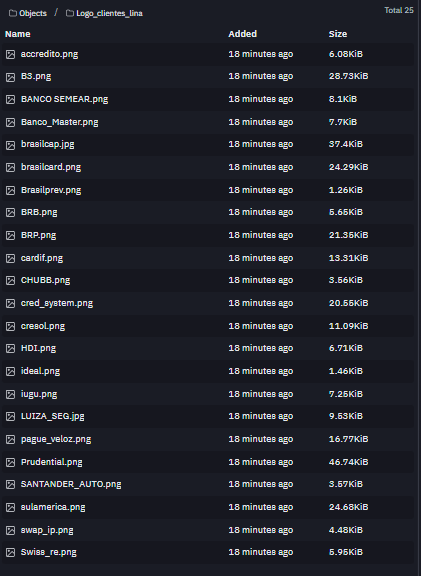 Objects / Logo_clientes_lina Total 25
Name Added Size
accredito.png 18 minutes ago 6.08KiB
B3.png 18 minutes ago 28.73KiB
BANCO SEMEAR.png 18 minutes ago 8.1KiB
Banco_Master.png 18 minutes ago 7.7KiB
brasilcap.jpg 18 minutes ago 37.4KiB
brasilcard.png 18 minutes ago 24.29KiB
Brasilprev.png 18 minutes ago 1.26KiB
BRB.png 18 minutes ago 5.65KiB
BRP.png 18 minutes ago 21.35KiB
cardif.png 18 minutes ago 13.31KiB
CHUBB.png 18 minutes ago 3.56KiB
cred_system.png 18 minutes ago 20.55KiB
cresol.png 18 minutes ago 11.09KiB
HDI.png 18 minutes ago 6.71KiB
ideal.png 18 minutes ago 1.46KiB
iugu.png 18 minutes ago 7.25KiB
LUIZA_SEG.jpg 18 minutes ago 9.53KiB
pague_veloz.png 18 minutes ago 16.77KiB
Prudential.png 18 minutes ago 46.74KiB
SANTANDER_AUTO.png 18 minutes ago 3.57KiB
sulamerica.png 18 minutes ago 24.68KiB
swap_ip.png 18 minutes ago 4.48KiB
Swiss_re.png 18 minutes ago 5.95KiB